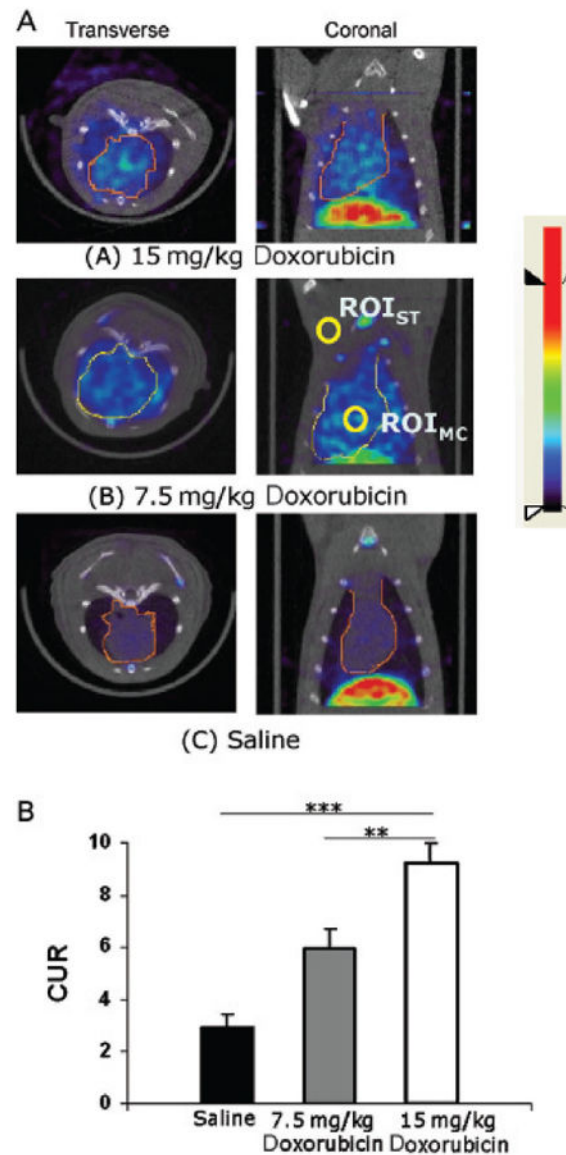 A
Transverse Coronal
(A) 15 mg/kg Doxorubicin
ROI_ST
ROI_MC
(B) 7.5 mg/kg Doxorubicin
(C) Saline
B
***
**
10
8
6
4
2
0
CUR
Saline 7.5 mg/kg 15 mg/kg
Doxorubicin Doxorubicin